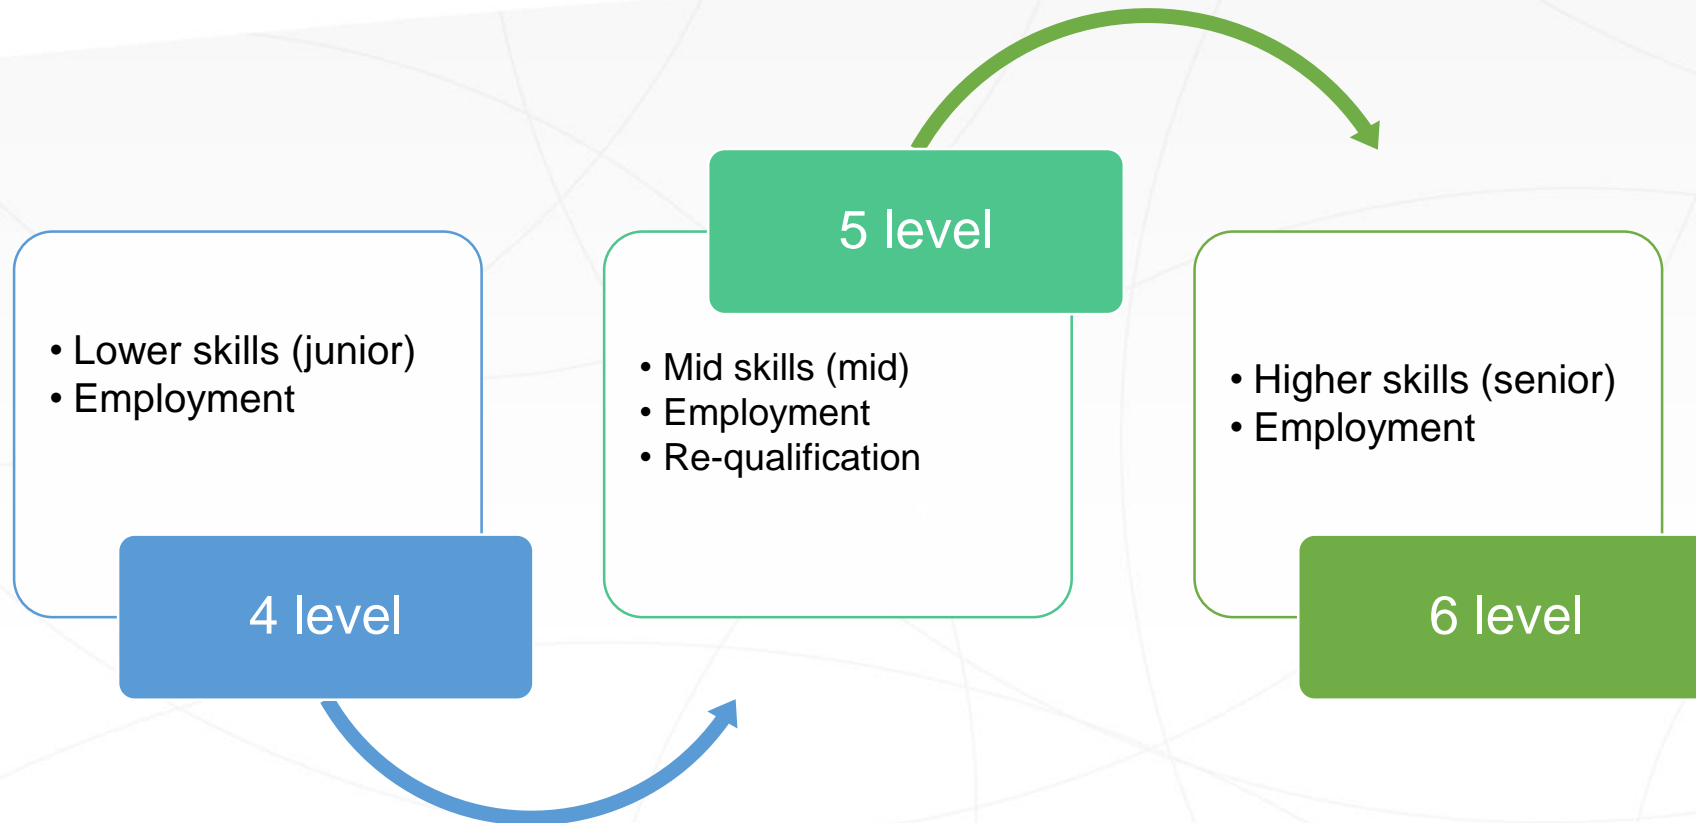 • Lower skills (junior)
• Employment
4 level
5 level
• Mid skills (mid)
• Employment
• Re-qualification
• Higher skills (senior)
• Employment
6 level